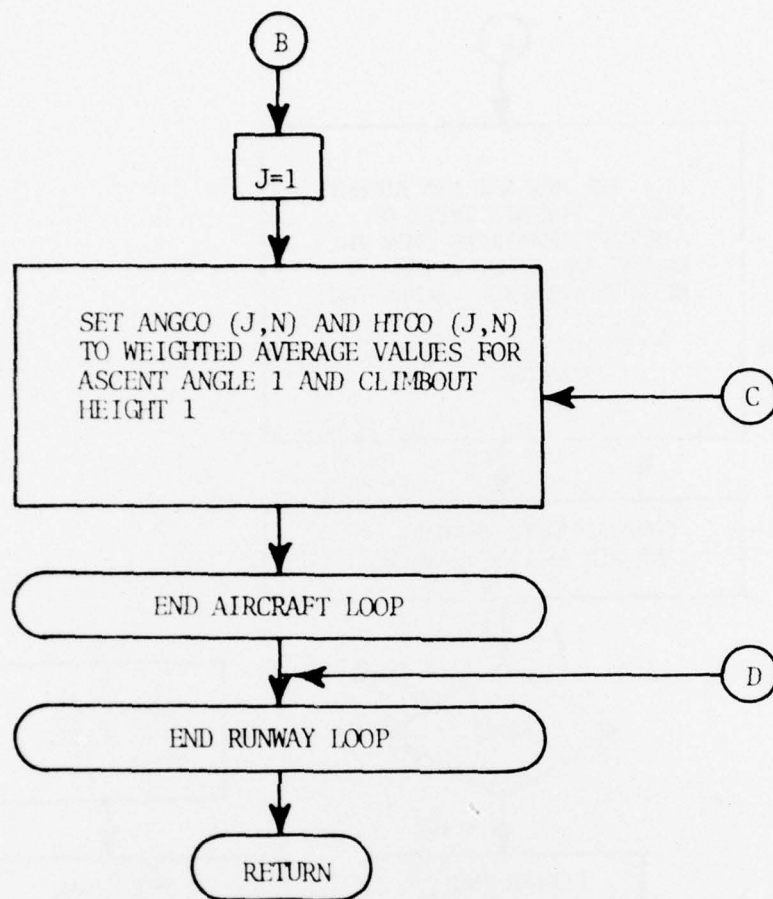 B
J=1
SET ANGCO (J,N) AND HTCO (J,N)
TO WEIGHTED AVERAGE VALUES FOR
ASCENT ANGLE 1 AND CLIMBOUT
HEIGHT 1
C
END AIRCRAFT LOOP
D
END RUNWAY LOOP
RETURN